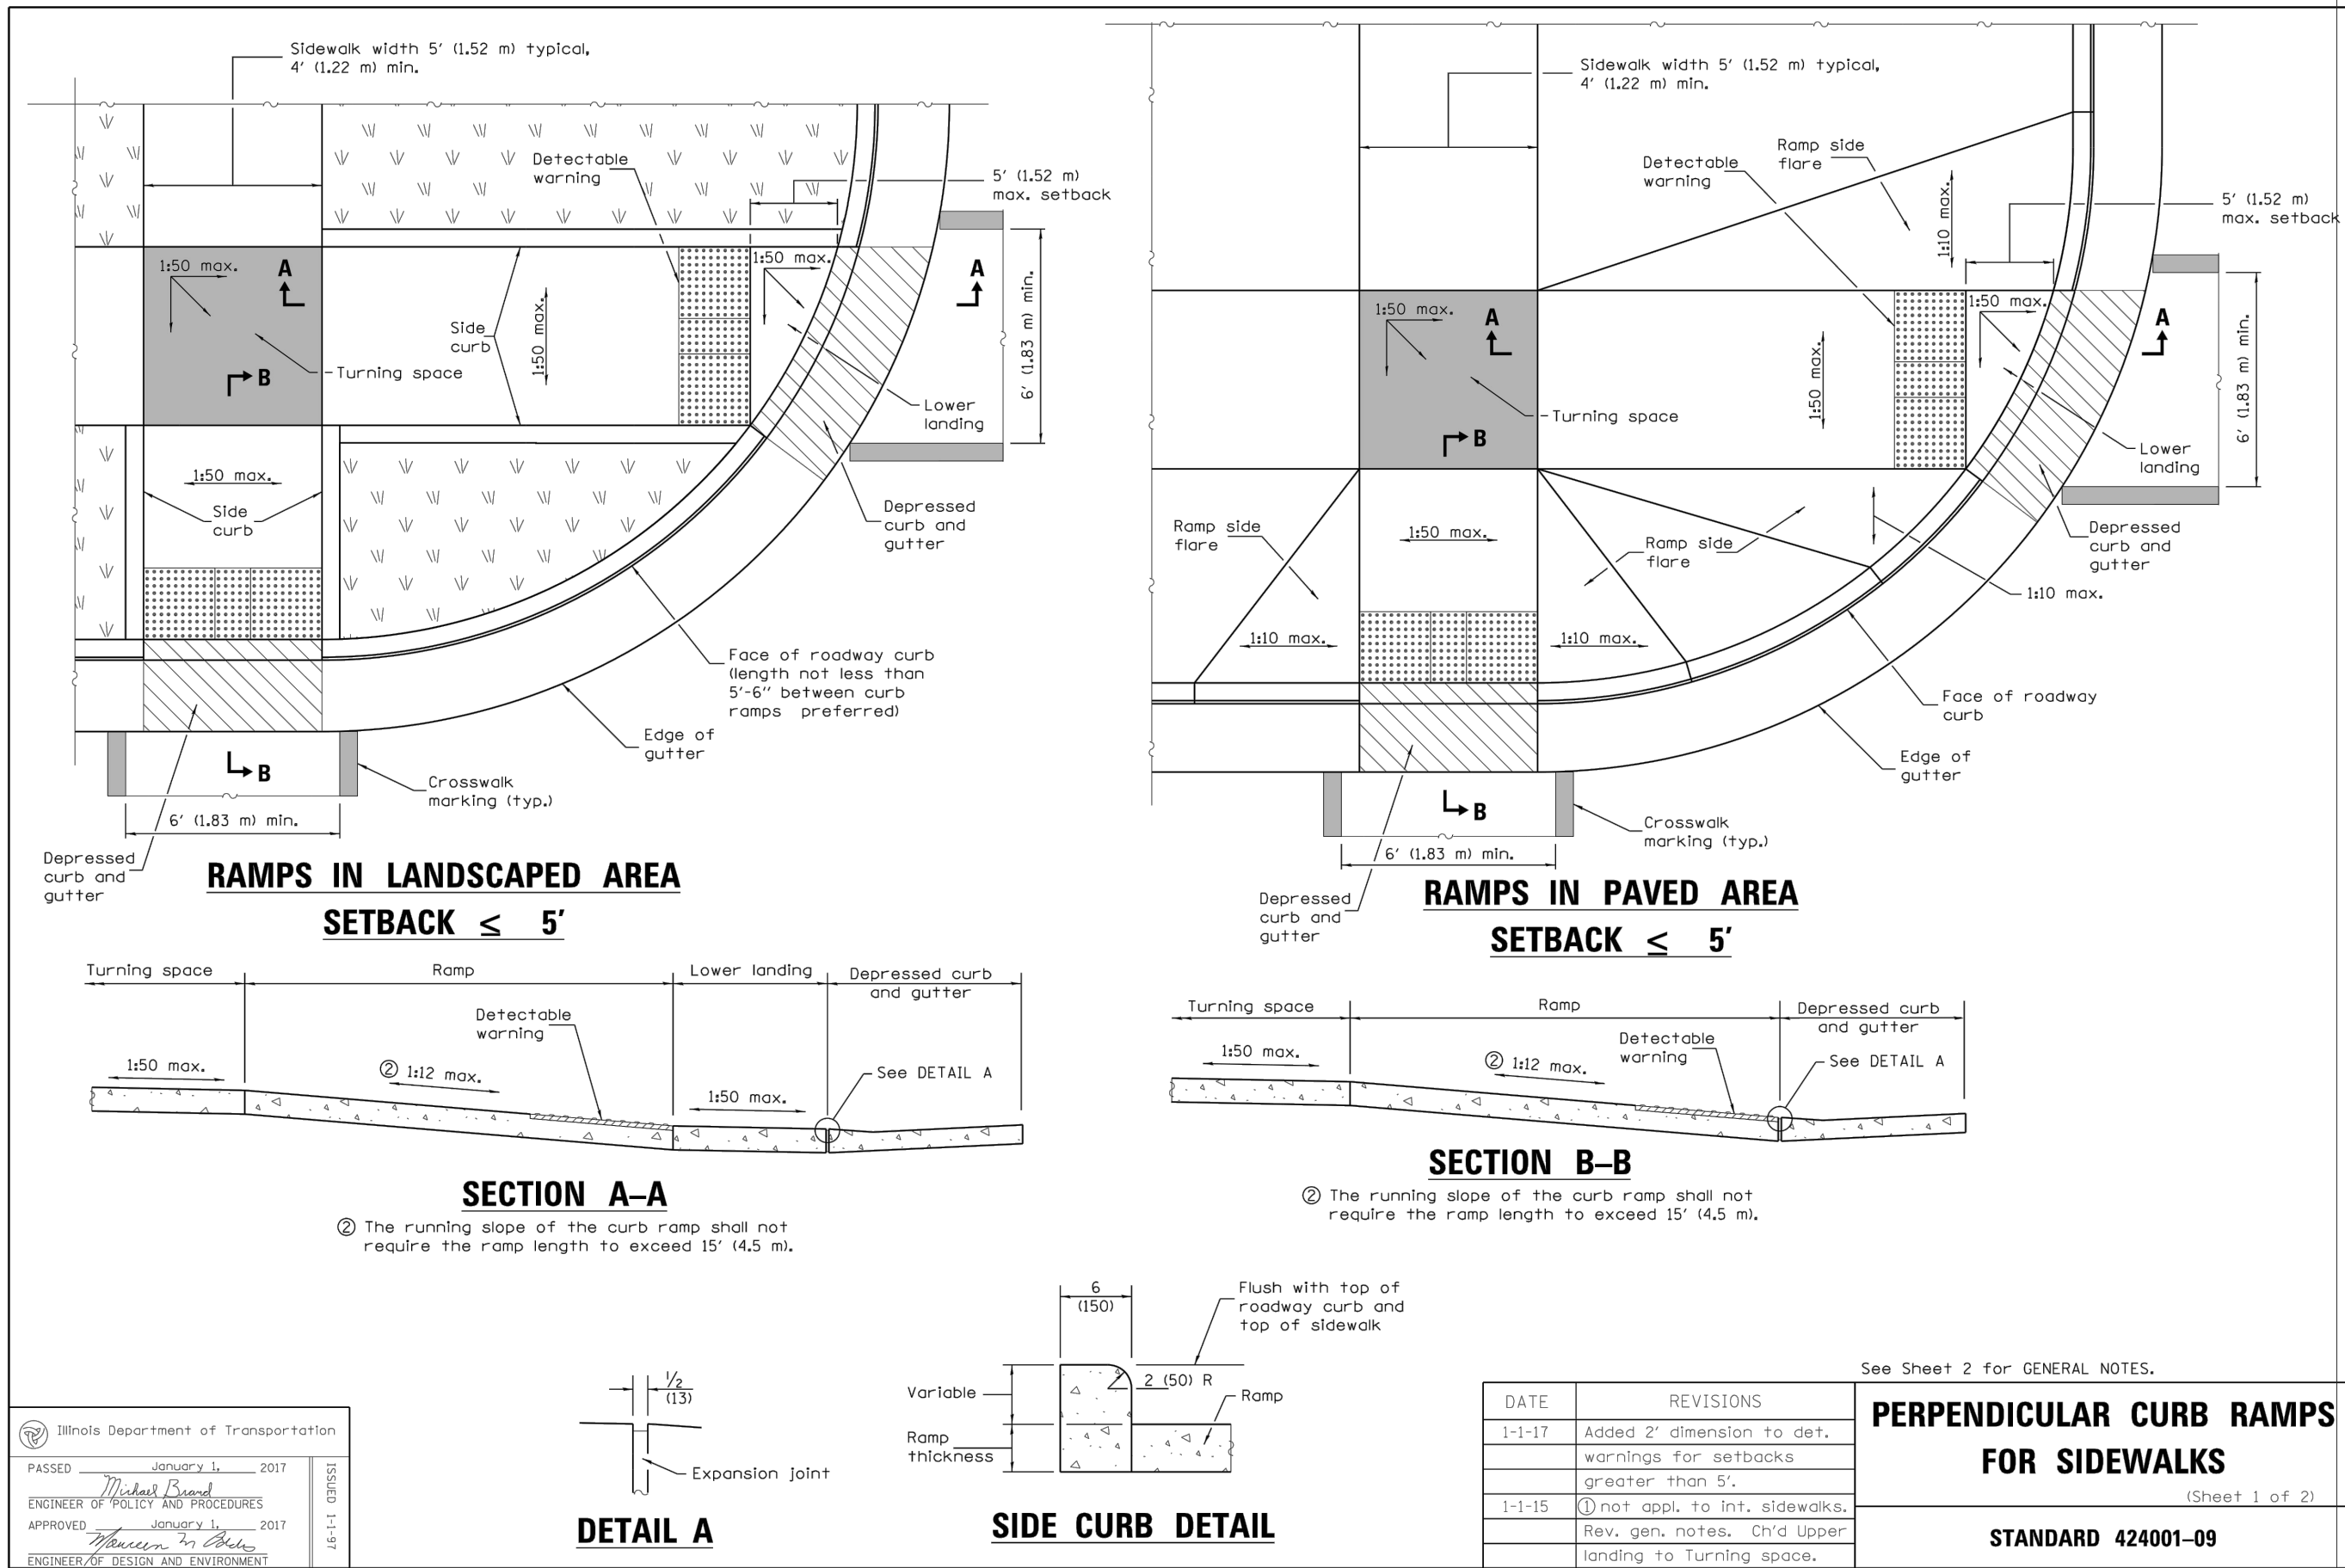 Sidewalk width 5′ (1.52 m) typical,
4′ (1.22 m) min.
Detectable
warning
5′ (1.52 m)
max. setback
1:50 max.
A
1:50 max.
A
Side
curb
1:50 max.
6′ (1.83 m) min.
B
Turning space
Lower
landing
1:50 max.
Side
curb
Depressed
curb and
gutter
Face of roadway curb
(length not less than
5′-6″ between curb
ramps preferred)
Edge of
gutter
B
Crosswalk
marking (typ.)
6′ (1.83 m) min.
Depressed
curb and
gutter
RAMPS IN LANDSCAPED AREA
SETBACK ≤ 5′
Sidewalk width 5′ (1.52 m) typical,
4′ (1.22 m) min.
Ramp side
flare
Detectable
warning
1:10 max.
5′ (1.52 m)
max. setback
1:50 max.
A
1:50 max.
A
1:50 max.
6′ (1.83 m) min.
Turning space
B
Lower
landing
Ramp side
flare
1:50 max.
Ramp side
flare
Depressed
curb and
gutter
1:10 max.
1:10 max.
1:10 max.
Face of roadway
curb
Edge of
gutter
B
Crosswalk
marking (typ.)
6′ (1.83 m) min.
Depressed
curb and
gutter
RAMPS IN PAVED AREA
SETBACK ≤ 5′
Turning space
Ramp
Lower landing
Depressed curb
and gutter
Detectable
warning
1:50 max.
② 1:12 max.
1:50 max.
See DETAIL A
SECTION A–A
② The running slope of the curb ramp shall not
require the ramp length to exceed 15′ (4.5 m).
Turning space
Ramp
Depressed curb
and gutter
Detectable
warning
1:50 max.
② 1:12 max.
See DETAIL A
SECTION B–B
② The running slope of the curb ramp shall not
require the ramp length to exceed 15′ (4.5 m).
½
(13)
Expansion joint
DETAIL A
6
(150)
Flush with top of
roadway curb and
top of sidewalk
Variable
2 (50) R
Ramp
Ramp
thickness
SIDE CURB DETAIL
Illinois Department of Transportation
PASSED January 1, 2017
Michael Brand
ENGINEER OF POLICY AND PROCEDURES
APPROVED January 1, 2017
Maureen M
ENGINEER OF DESIGN AND ENVIRONMENT
ISSUED 1-1-97
See Sheet 2 for GENERAL NOTES.
DATE REVISIONS
1-1-17 Added 2′ dimension to det.
warnings for setbacks
greater than 5′.
1-1-15 ① not appl. to int. sidewalks.
Rev. gen. notes. Ch'd Upper
landing to Turning space.
PERPENDICULAR CURB RAMPS
FOR SIDEWALKS
(Sheet 1 of 2)
STANDARD 424001–09